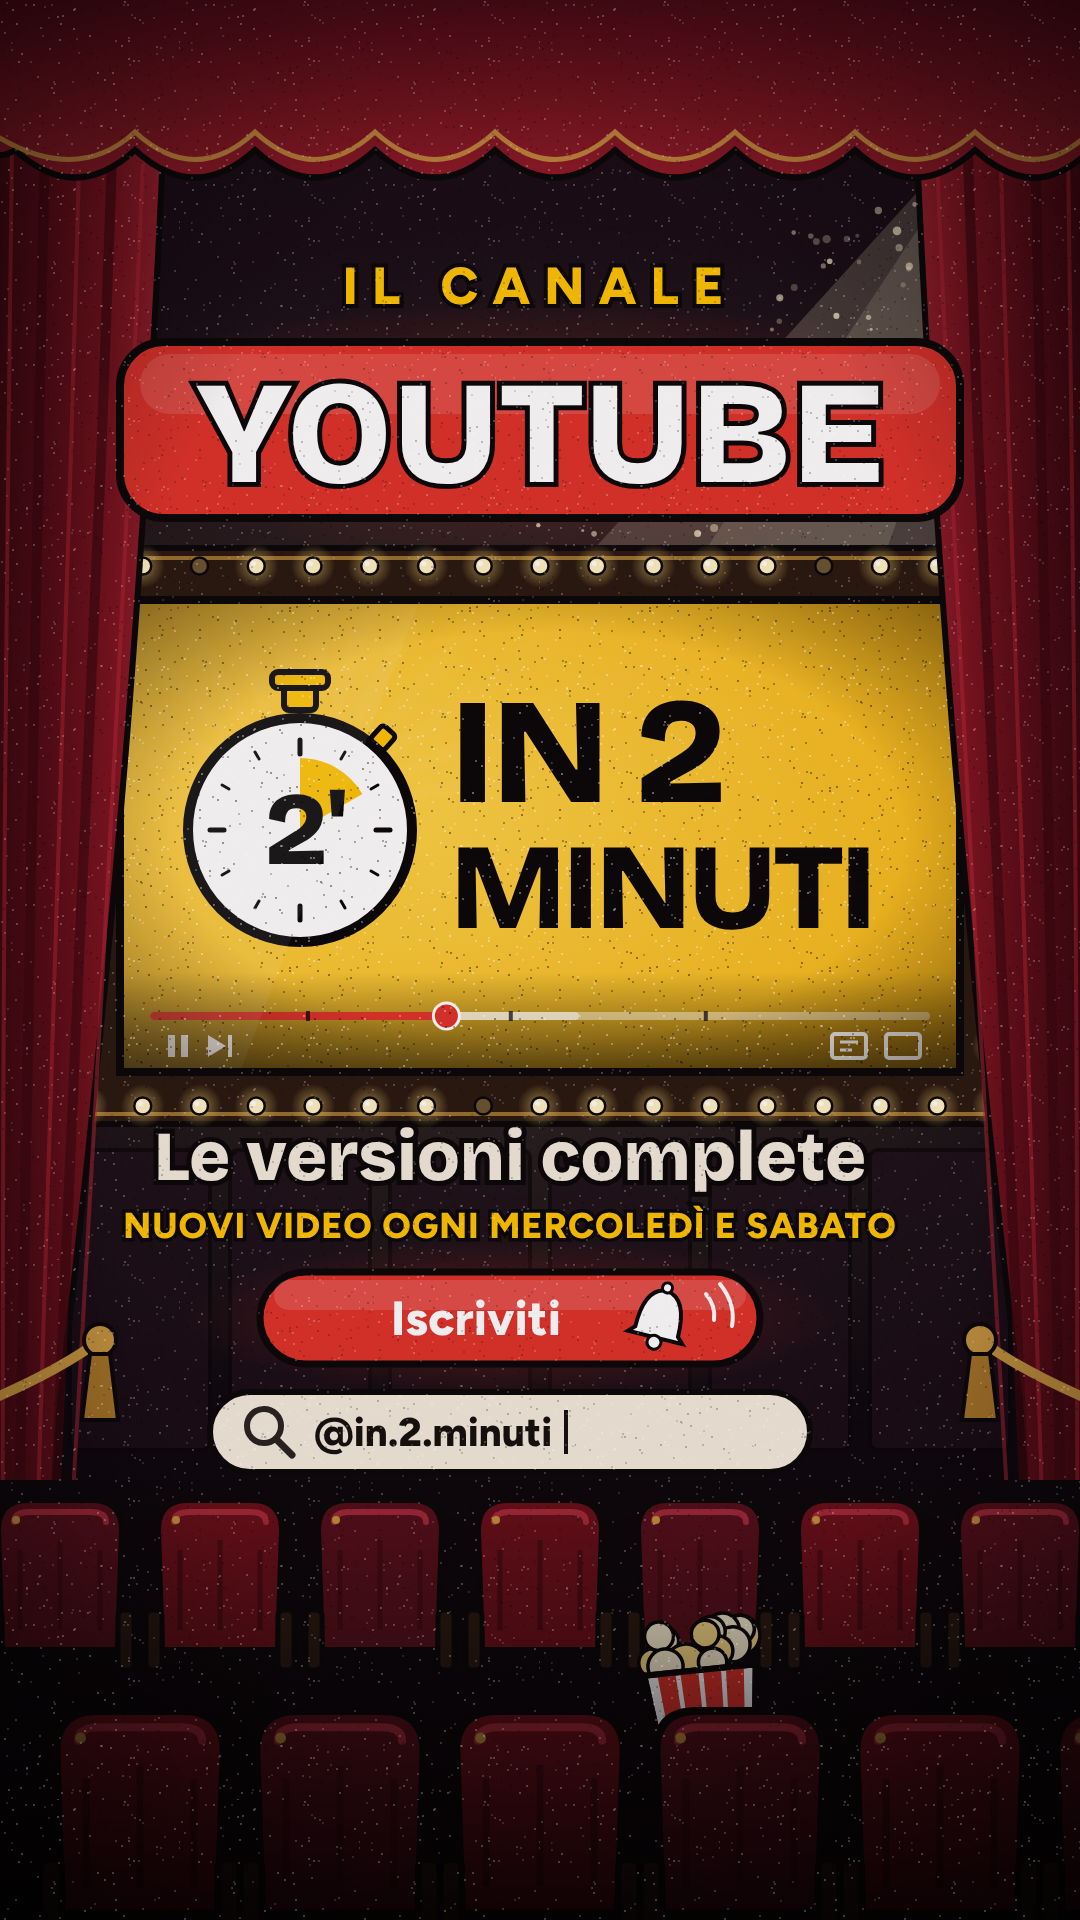 IL CANALE
YOUTUBE
2'
IN 2
MINUTI
Le versioni complete
NUOVI VIDEO OGNI MERCOLEDÌ E SABATO
Iscriviti
@in.2.minuti